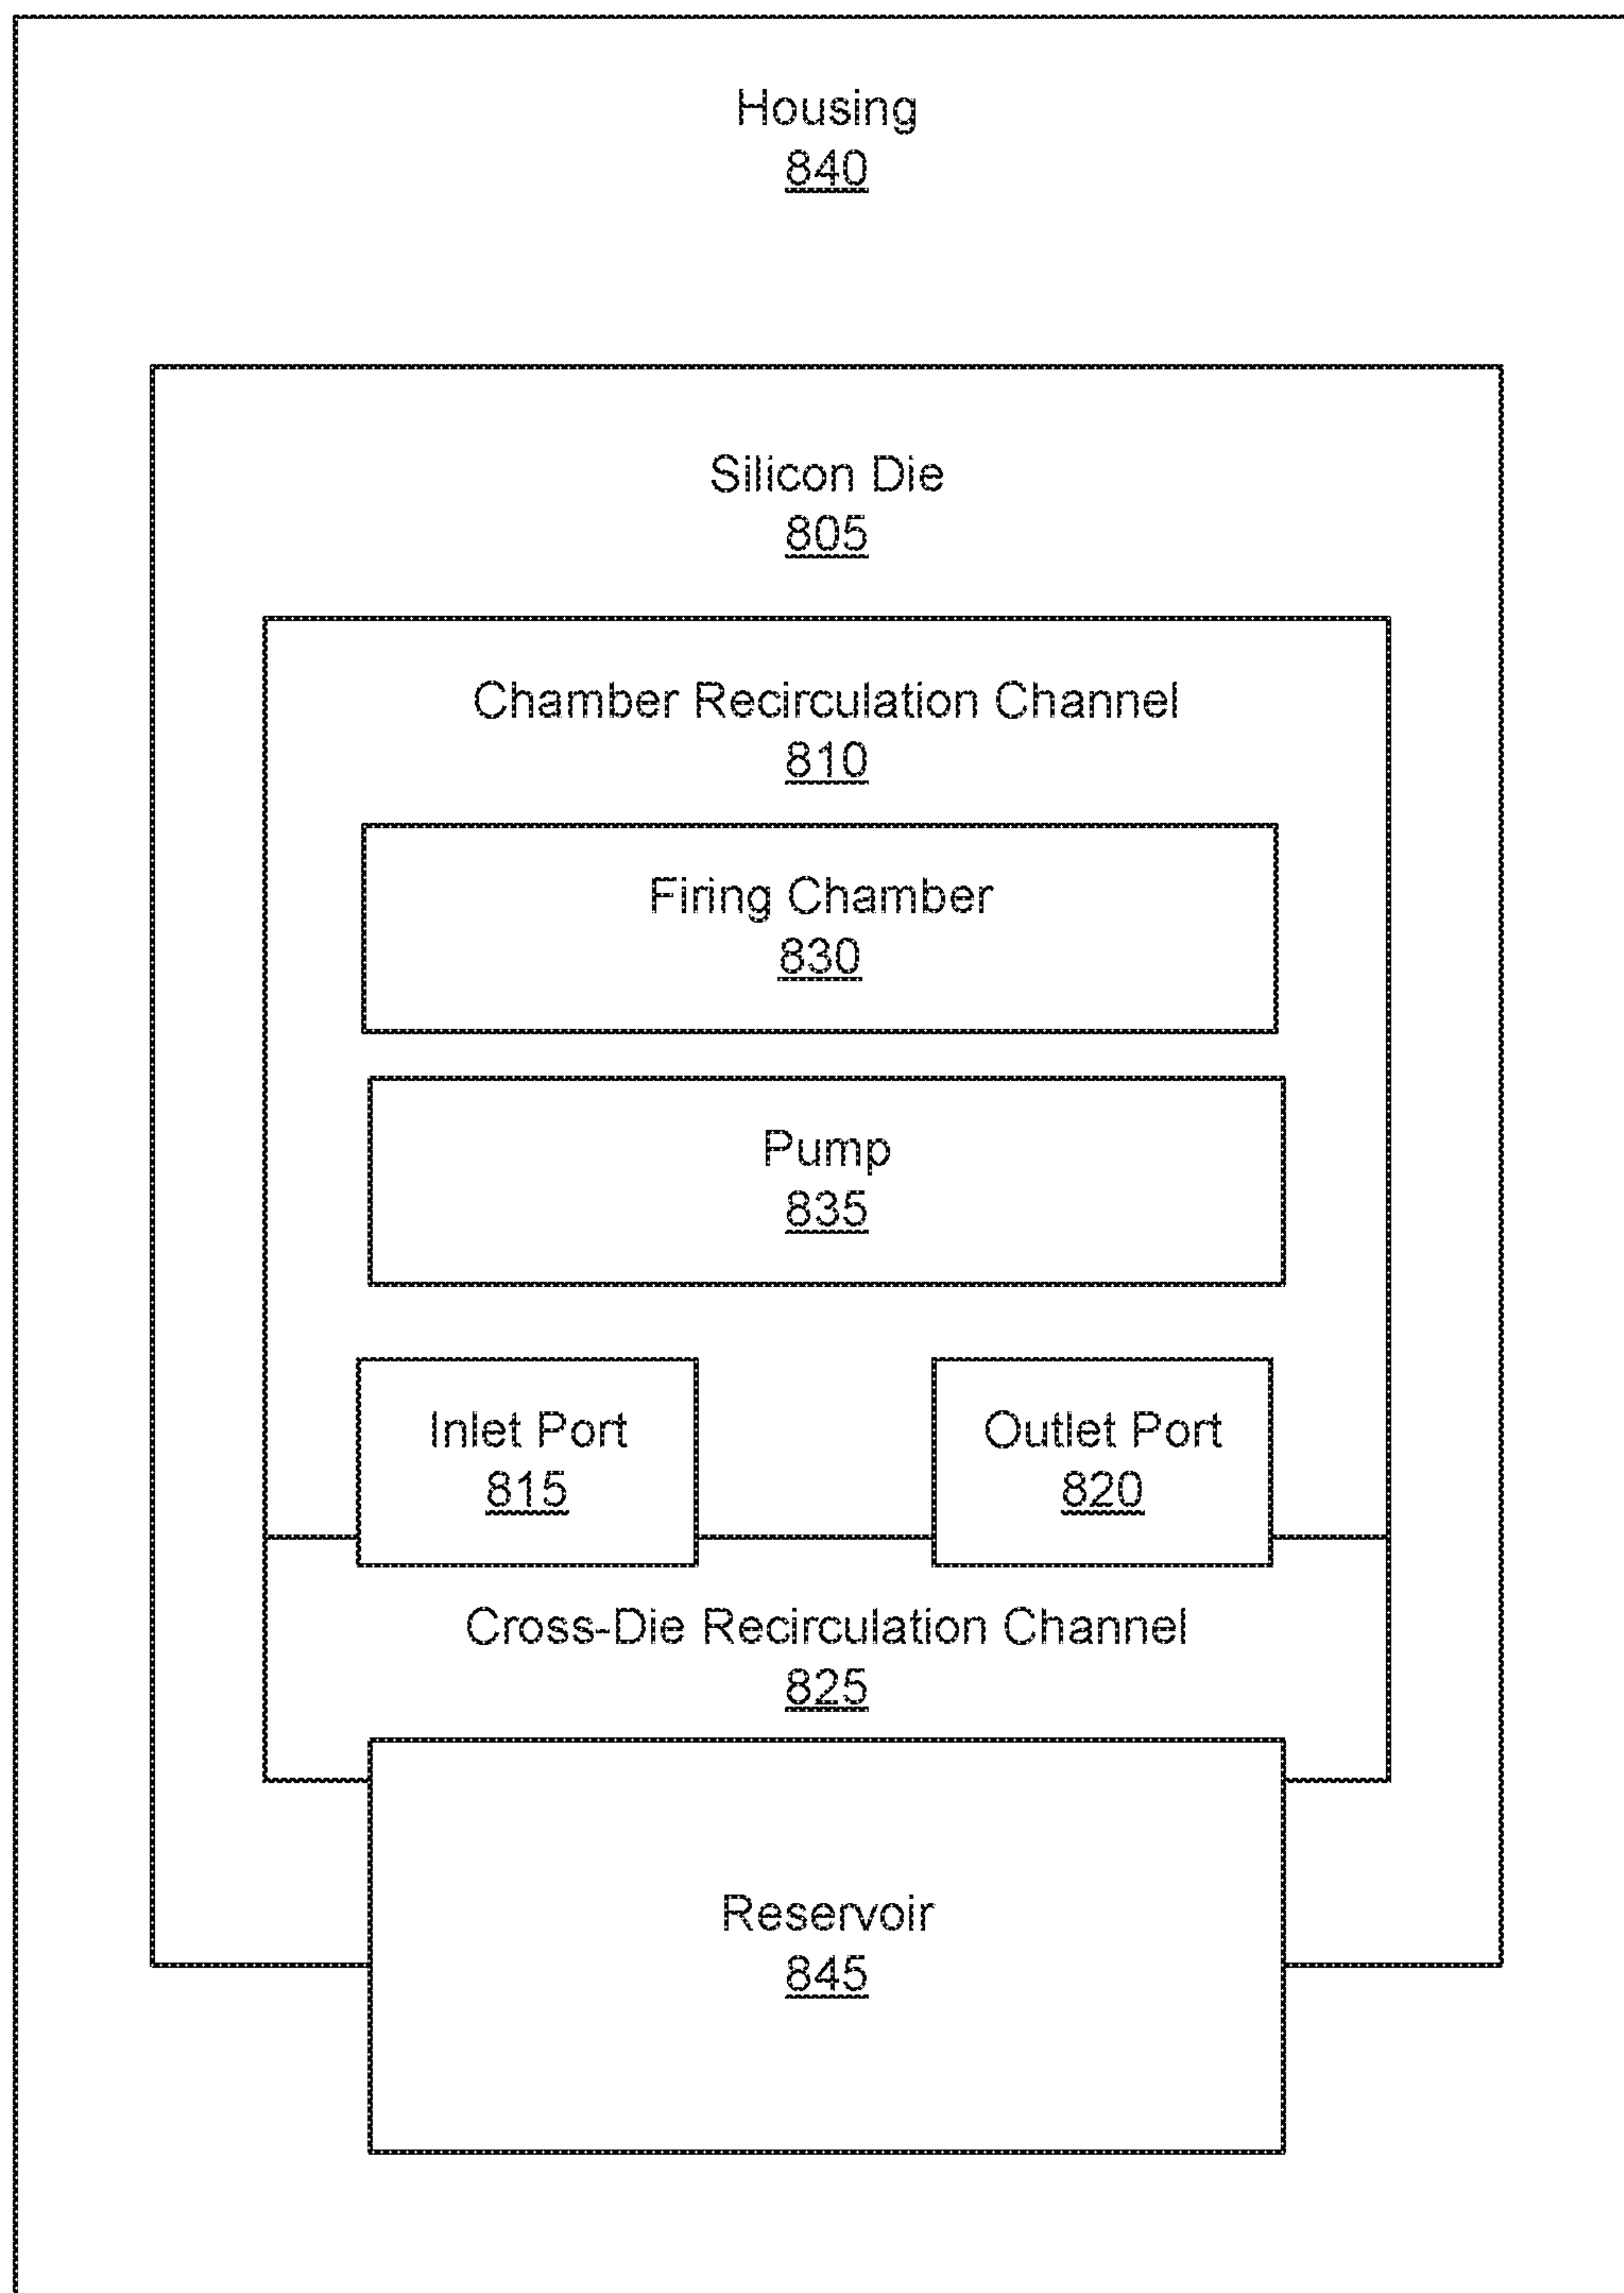 Housing
840
Silicon Die
805
Chamber Recirculation Channel
810
Firing Chamber
830
Pump
835
Inlet Port
815
Outlet Port
820
Cross-Die Recirculation Channel
825
Reservoir
845